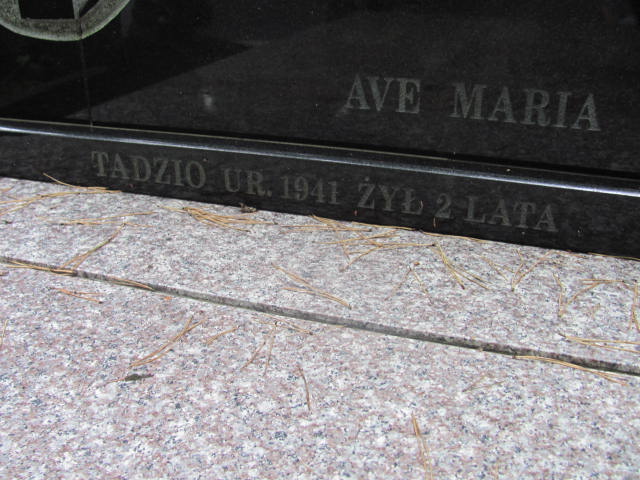 AVE MARIA
TADZIO UR. 1941 ŻYŁ 2 LATA